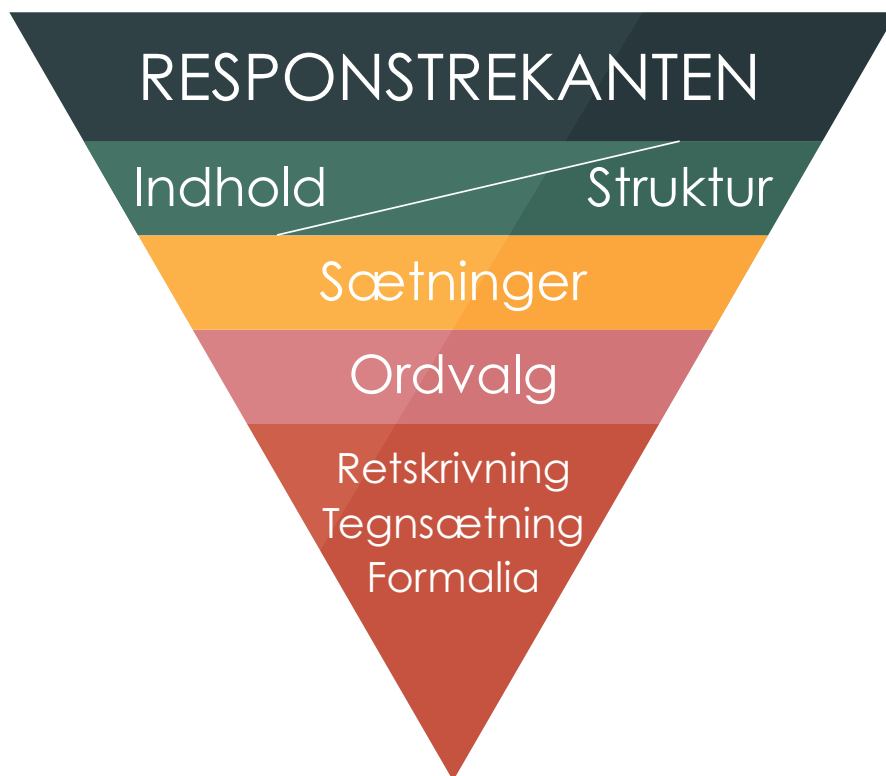 RESPONSTREKANTEN
Indhold Struktur
Sætninger
Ordvalg
Retskrivning
Tegnsætning
Formalia